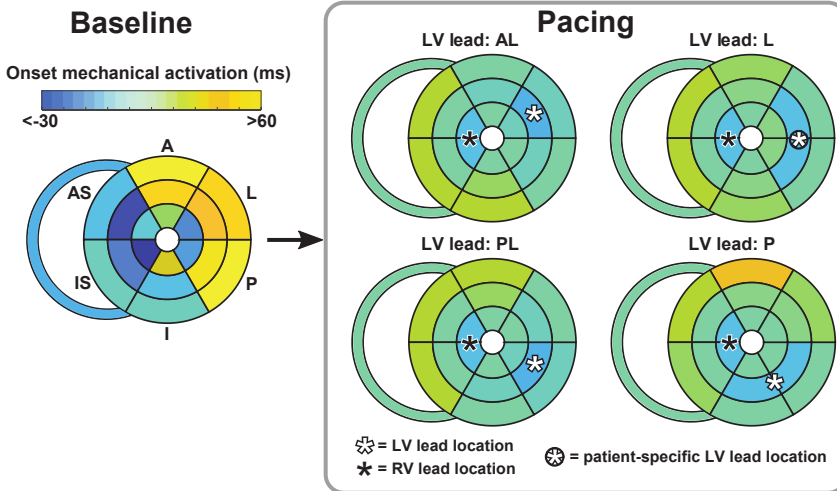 Baseline
Onset mechanical activation (ms)
<-30 >60
A
AS L
IS P
I
Pacing
LV lead: AL LV lead: L
LV lead: PL LV lead: P
= LV lead location
= RV lead location
= patient-specific LV lead location